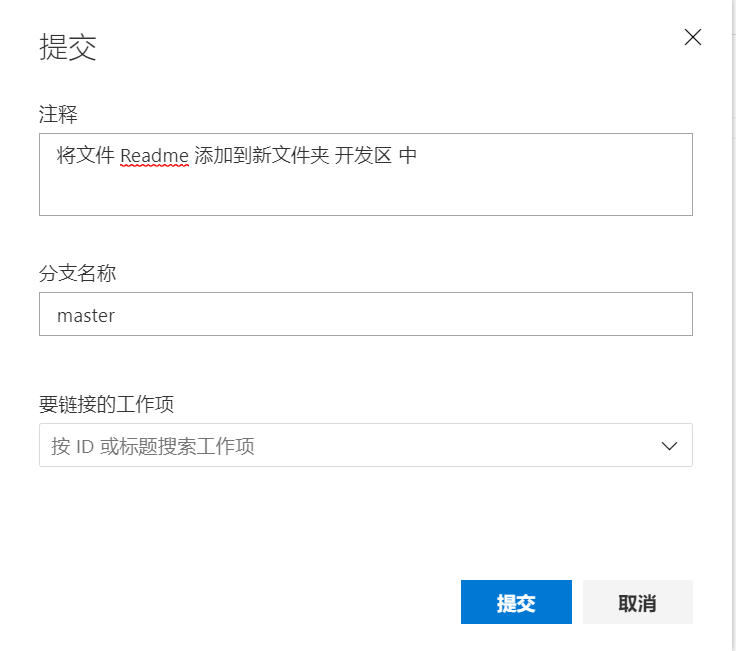 提交
注释
将文件 Readme 添加到新文件夹 开发区 中
分支名称
master
要链接的工作项
按 ID 或标题搜索工作项
提交 取消